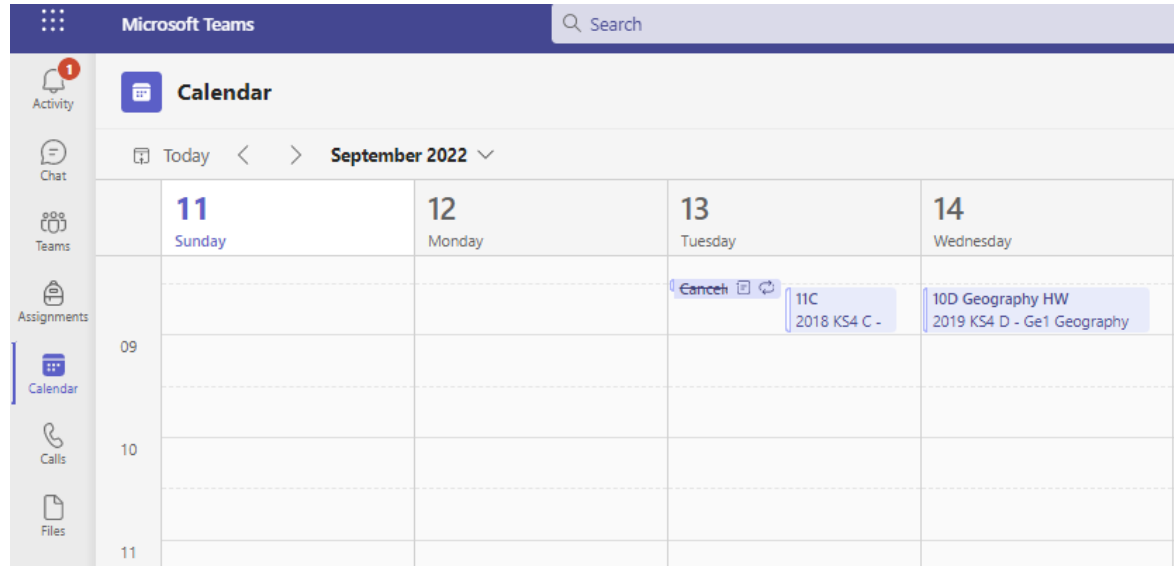 Microsoft Teams
Search
1
Activity
Chat
Teams
Assignments
Calendar
Calls
Files
Calendar
Today
September 2022
11
Sunday
12
Monday
13
Tuesday
14
Wednesday
09
10
11
Cancel
11C
2018 KS4 C -
10D Geography HW
2019 KS4 D - Ge1 Geography